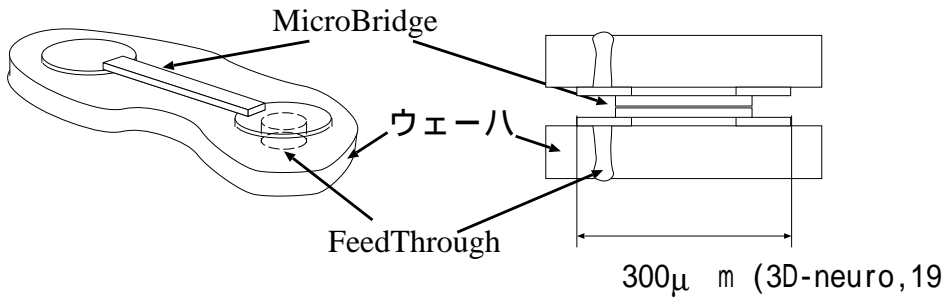 MicroBridge
ウェーハ
FeedThrough
300μ m (3D-neuro,19